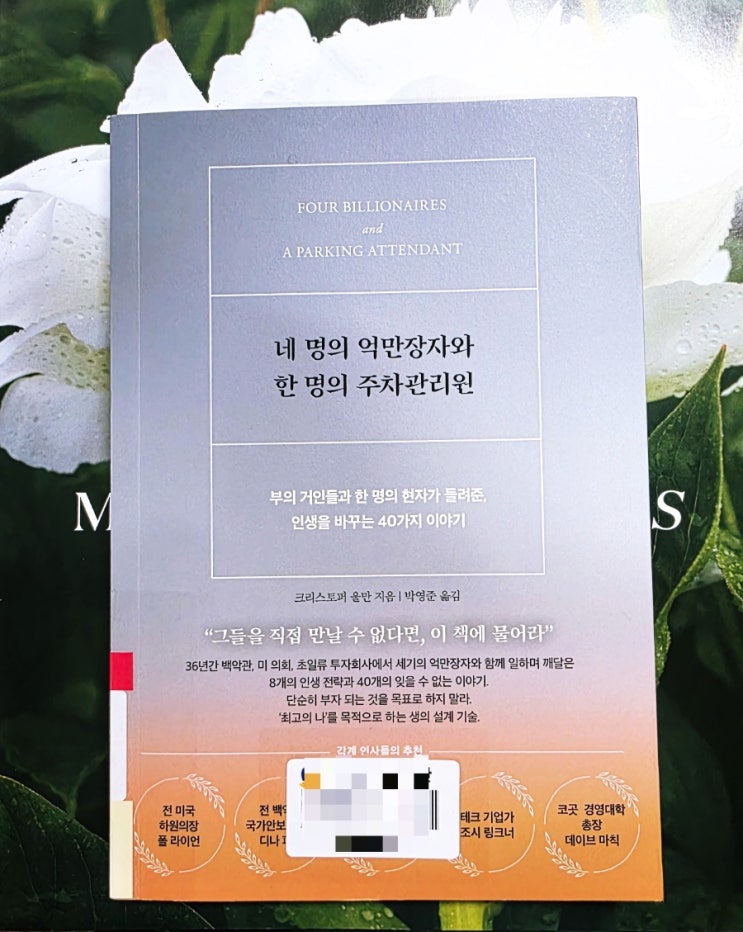 FOUR BILLIONAIRES
and
A PARKING ATTENDANT
네 명의 억만장자와
한 명의 주차관리원
부의 거인들과 한 명의 현자가 들려준,
인생을 바꾸는 40가지 이야기
크리스토퍼 울만 지음 | 박영준 옮김
“그들을 직접 만날 수 없다면, 이 책에 물어라”
36년간 백악관, 미 의회, 초일류 투자회사에서 세기의 억만장자와 함께 일하며 깨달은
8개의 인생 전략과 40개의 잊을 수 없는 이야기.
단순히 부자 되는 것을 목표로 하지 말라.
‘최고의 나’를 목적으로 하는 생의 설계 기술.
각계 인사들의 추천
전 미국
하원의장
폴 라이언
전
국가안보
디나
테크 기업가
조시 링크너
코곳 경영대학
총장
데이브 마칙
M
S